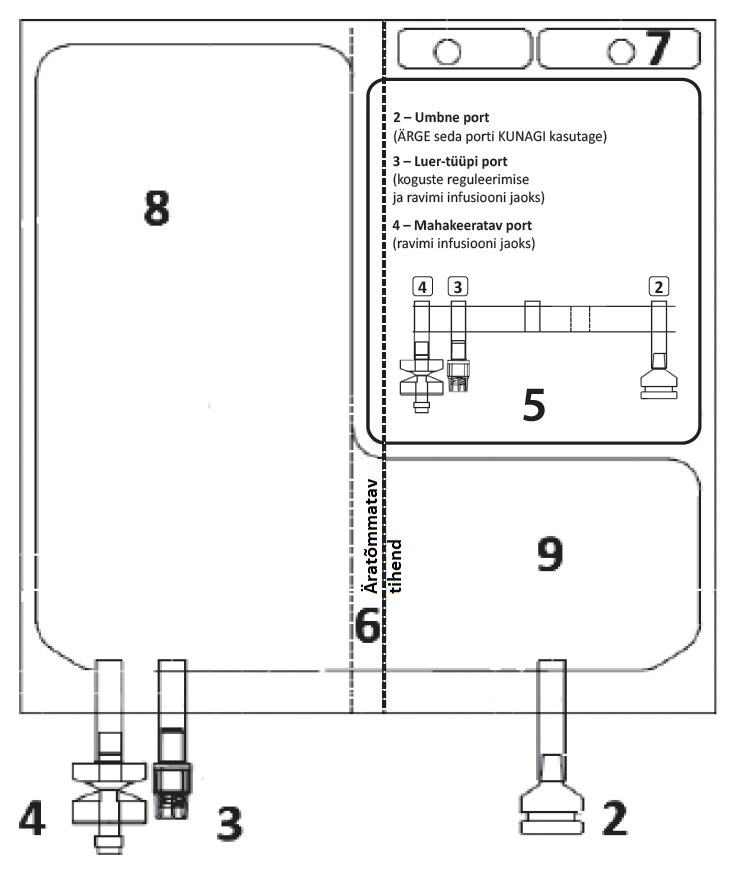 7
2 – Umbne port
(ÄRGE seda porti KUNAGI kasutage)
3 – Luer-tüüpi port
(koguste reguleerimise
ja ravimi infusiooni jaoks)
4 – Mahakeeratav port
(ravimi infusiooni jaoks)
8
4
3
2
5
Äratõmmatav
tihend
9
6
4
3
2